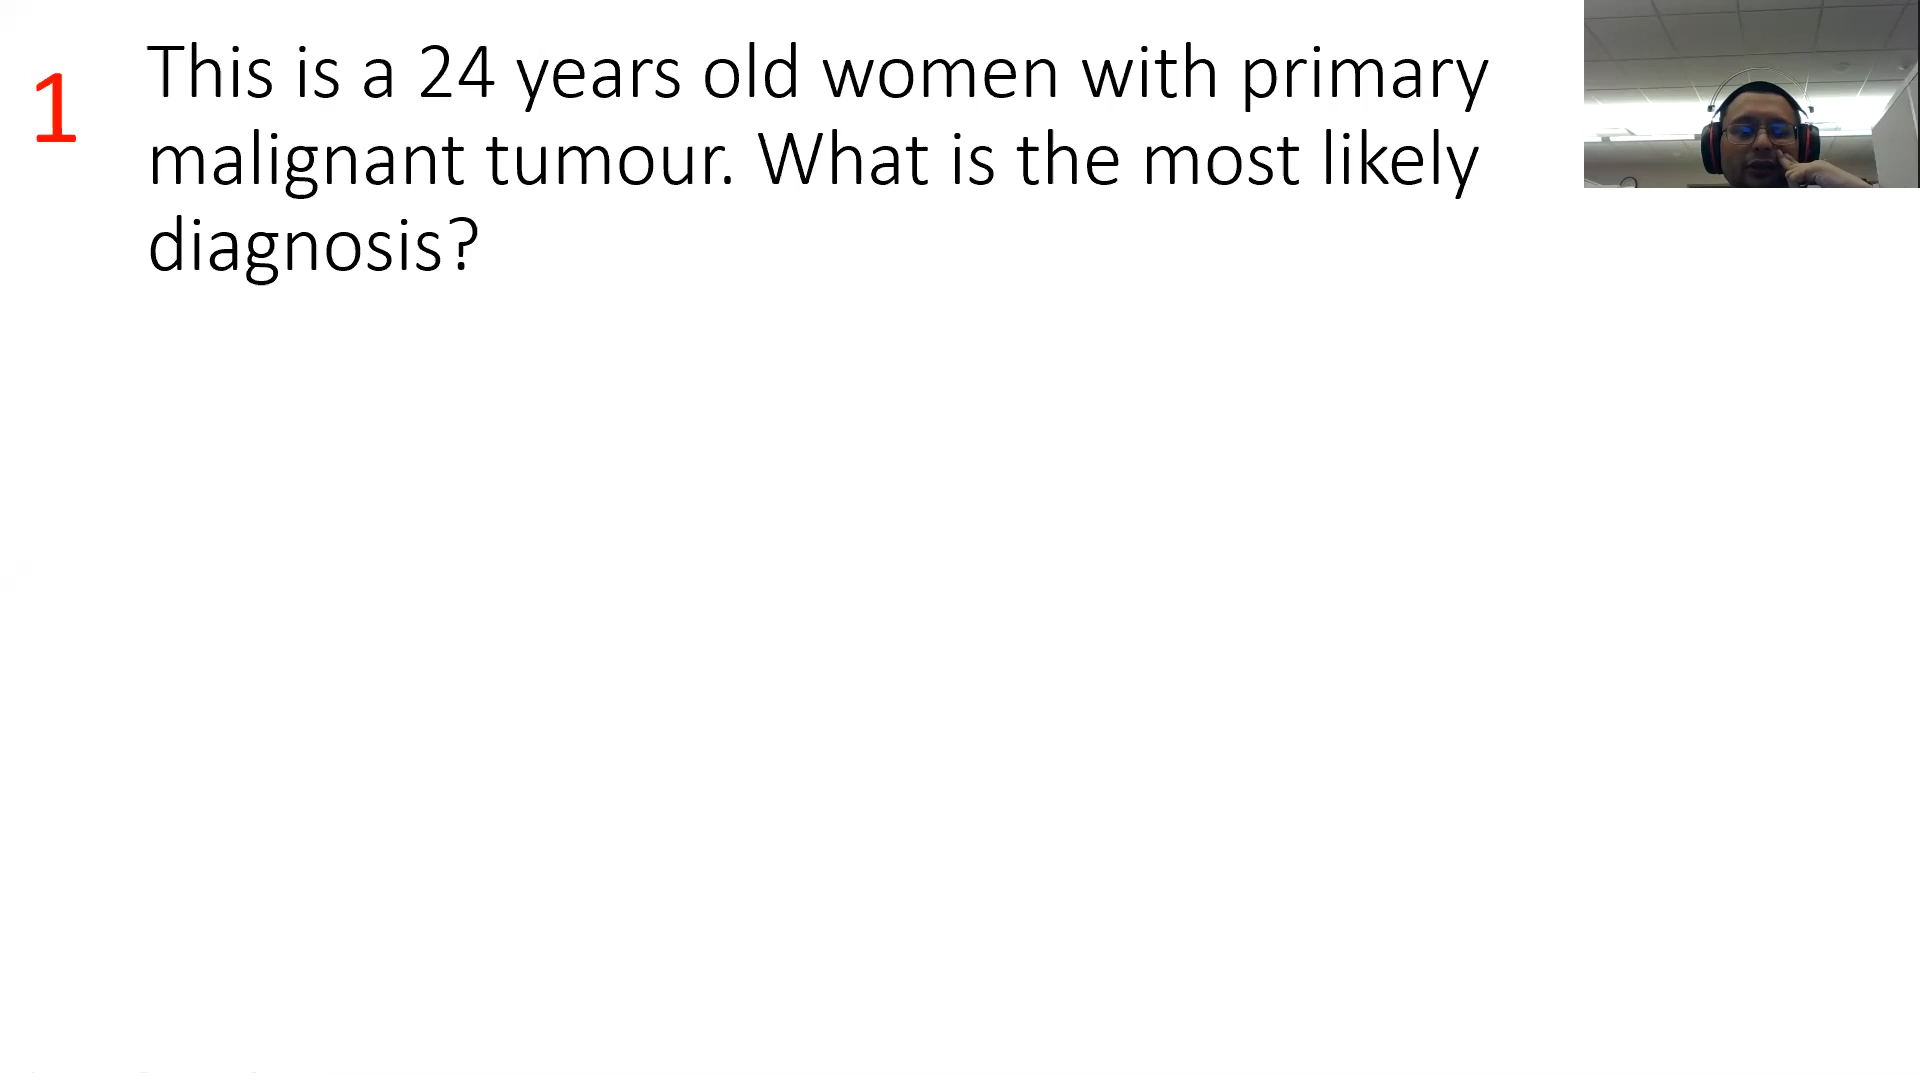 1
This is a 24 years old women with primary
malignant tumour. What is the most likely
diagnosis?